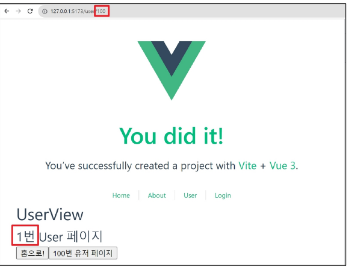 127.0.0.1:5173/user/100
You did it!
You've successfully created a project with Vite + Vue 3.
Home About User Login
UserView
1번 User 페이지
홈으로! 100번 유저 페이지